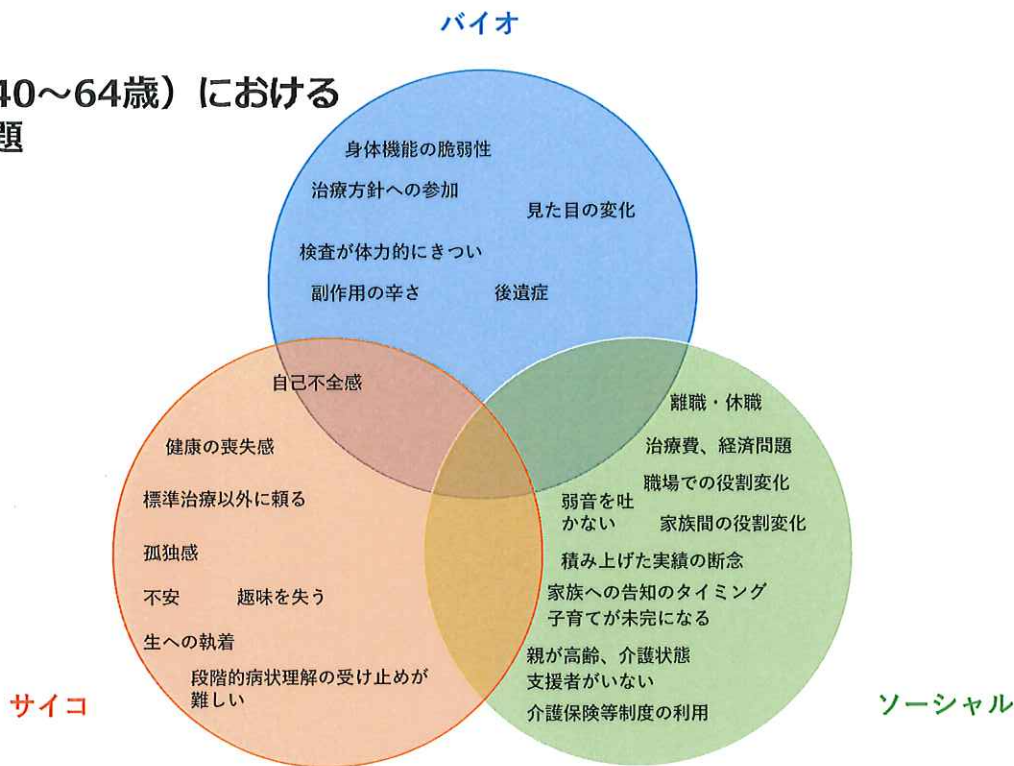 バイオ
40～64歳）における
題
身体機能の脆弱性
治療方針への参加
見た目の変化
検査が体力的にきつい
副作用の辛さ
後遺症
自己不全感
健康の喪失感
標準治療以外に頼る
孤独感
不安
趣味を失う
生への執着
段階的病状理解の受け止めが
難しい
サイコ
離職・休職
治療費、経済問題
職場での役割変化
弱音を吐
かない
家族間の役割変化
積み上げた実績の断念
家族への告知のタイミング
子育てが未完になる
親が高齢、介護状態
支援者がいない
介護保険等制度の利用
ソーシャル